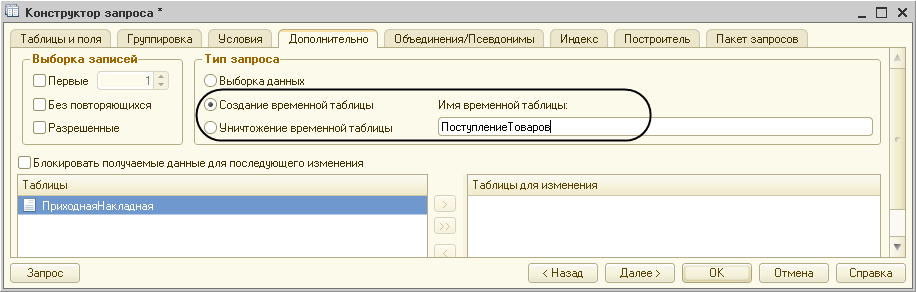 Конструктор запроса *
Таблицы и поля Группировка Условия Дополнительно Объединения/Псевдонимы Индекс Построитель Пакет запросов
Выборка записей Тип запроса
Первые 1 Выборка данных
Без повторяющихся Создание временной таблицы Имя временной таблицы:
Разрешенные Уничтожение временной таблицы ПоступлениеТоваров
Блокировать получаемые данные для последующего изменения
Таблицы Таблицы для изменения
ПриходнаяНакладная
>
>>
<
Запрос < Назад Далее > OK Отмена Справка